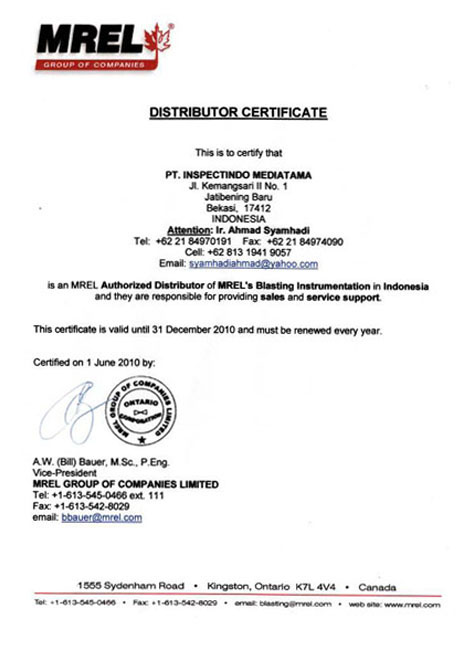 MREL®
GROUP OF COMPANIES
DISTRIBUTOR CERTIFICATE
This is to certify that
PT. INSPECTINDO MEDIATAMA
Jl. Kemangsari II No. 1
Jatibening Baru
Bekasi, 17412
INDONESIA
Attention: Ir. Ahmad Syamhadi
Tel: +62 21 84970191 Fax: +62 21 84974090
Cell: +62 813 1941 9057
Email: syamhadiahmad@yahoo.com
is an MREL Authorized Distributor of MREL's Blasting Instrumentation in Indonesia
and they are responsible for providing sales and service support.
This certificate is valid until 31 December 2010 and must be renewed every year.
Certified on 1 June 2010 by:
MREL GROUP OF COMPANIES LIMITED
ONTARIO
CORPORATION
A.W. (Bill) Bauer, M.Sc., P.Eng.
Vice-President
MREL GROUP OF COMPANIES LIMITED
Tel: +1-613-545-0466 ext. 111
Fax: +1-613-542-8029
email: bbauer@mrel.com
1555 Sydenham Road • Kingston, Ontario K7L 4V4 • Canada
Tel: +1-613-545-0466 • Fax: +1-613-542-8029 • email: blasting@mrel.com • web site: www.mrel.com